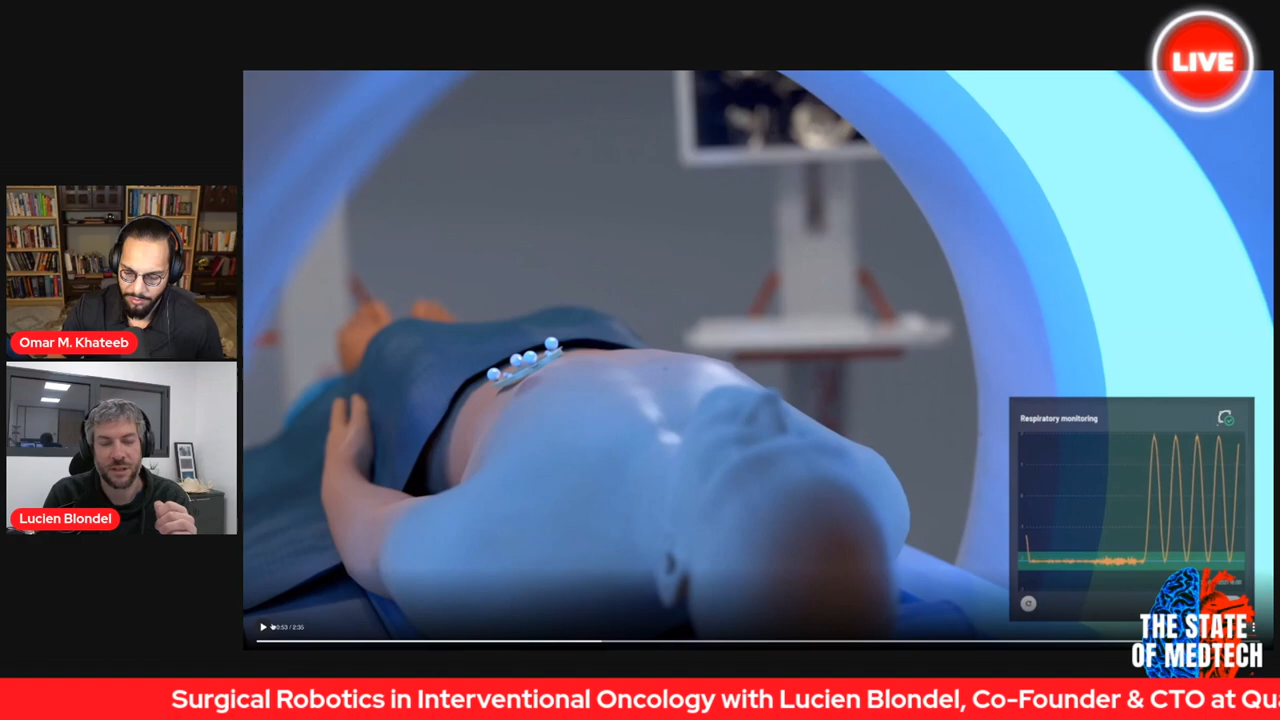 LIVE
Omar M. Khateeb
Lucien Blondel
Respiratory monitoring
0:53 / 2:35
THE STATE
OF MEDTECH
Surgical Robotics in Interventional Oncology with Lucien Blondel, Co-Founder & CTO at Qu